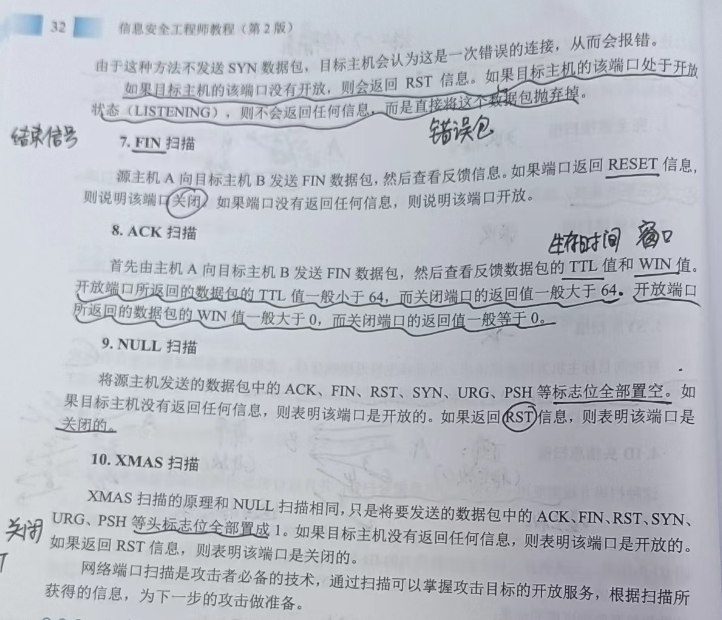 32 信息安全工程师教程（第2版）
由于这种方法不发送 SYN 数据包，目标主机会认为这是一次错误的连接，从而会报错。
如果目标主机的该端口没有开放，则会返回 RST 信息。如果目标主机的该端口处于开放
状态（LISTENING），则不会返回任何信息，而是直接将这个数据包抛弃掉。
错误包
结束信号
7. FIN 扫描
源主机 A 向目标主机 B 发送 FIN 数据包，然后查看反馈信息。如果端口返回 RESET 信息，
则说明该端口关闭。如果端口没有返回任何信息，则说明该端口开放。
8. ACK 扫描
生存时间 窗口
首先由主机 A 向目标主机 B 发送 FIN 数据包，然后查看反馈数据包的 TTL 值和 WIN 值。
开放端口所返回的数据包的 TTL 值一般小于 64，而关闭端口的返回值一般大于 64。开放端口
所返回的数据包的 WIN 值一般大于 0，而关闭端口的返回值一般等于 0。
9. NULL 扫描
将源主机发送的数据包中的 ACK、FIN、RST、SYN、URG、PSH 等标志位全部置空。如
果目标主机没有返回任何信息，则表明该端口是开放的。如果返回 RST 信息，则表明该端口是
关闭的。
10. XMAS 扫描
XMAS 扫描的原理和 NULL 扫描相同，只是将要发送的数据包中的 ACK、FIN、RST、SYN、
URG、PSH 等头标志位全部置成 1。如果目标主机没有返回任何信息，则表明该端口是开放的。
关闭
如果返回 RST 信息，则表明该端口是关闭的。
网络端口扫描是攻击者必备的技术，通过扫描可以掌握攻击目标的开放服务，根据扫描所
获得的信息，为下一步的攻击做准备。